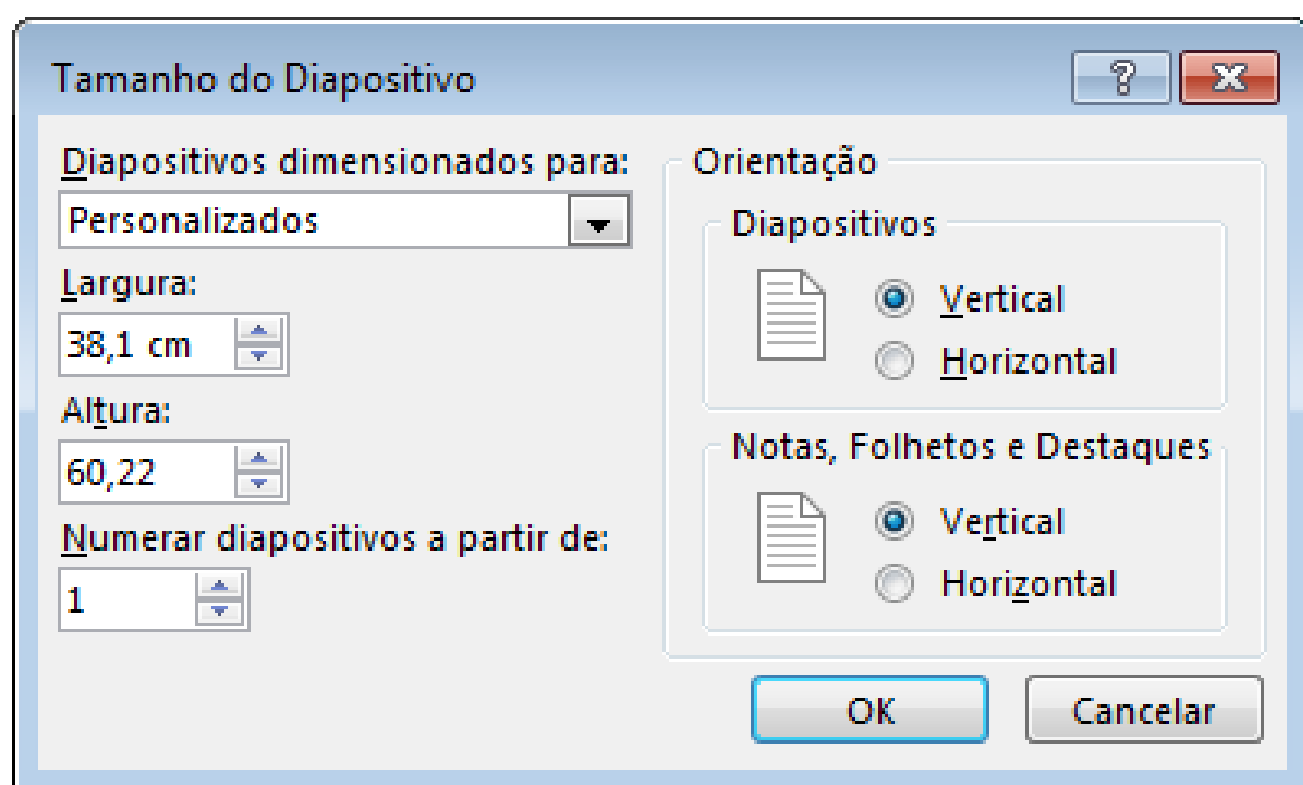 Tamanho do Diapositivo
Diapositivos dimensionados para:
Personalizados
Largura:
38,1 cm
Altura:
60,22
Numerar diapositivos a partir de:
1
Orientação
Diapositivos
Vertical
Horizontal
Notas, Folhetos e Destaques
Vertical
Horizontal
OK
Cancelar